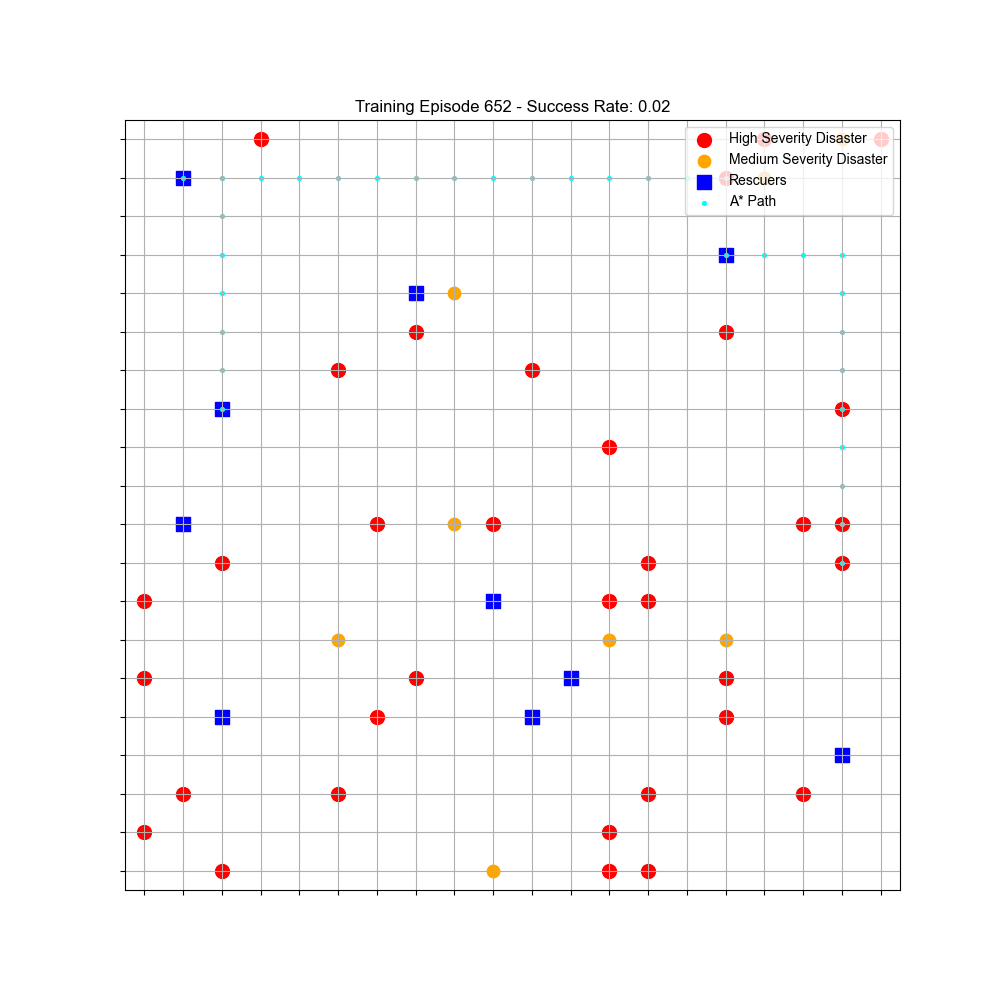 Training Episode 652 - Success Rate: 0.02
High Severity Disaster
Medium Severity Disaster
Rescuers
A* Path